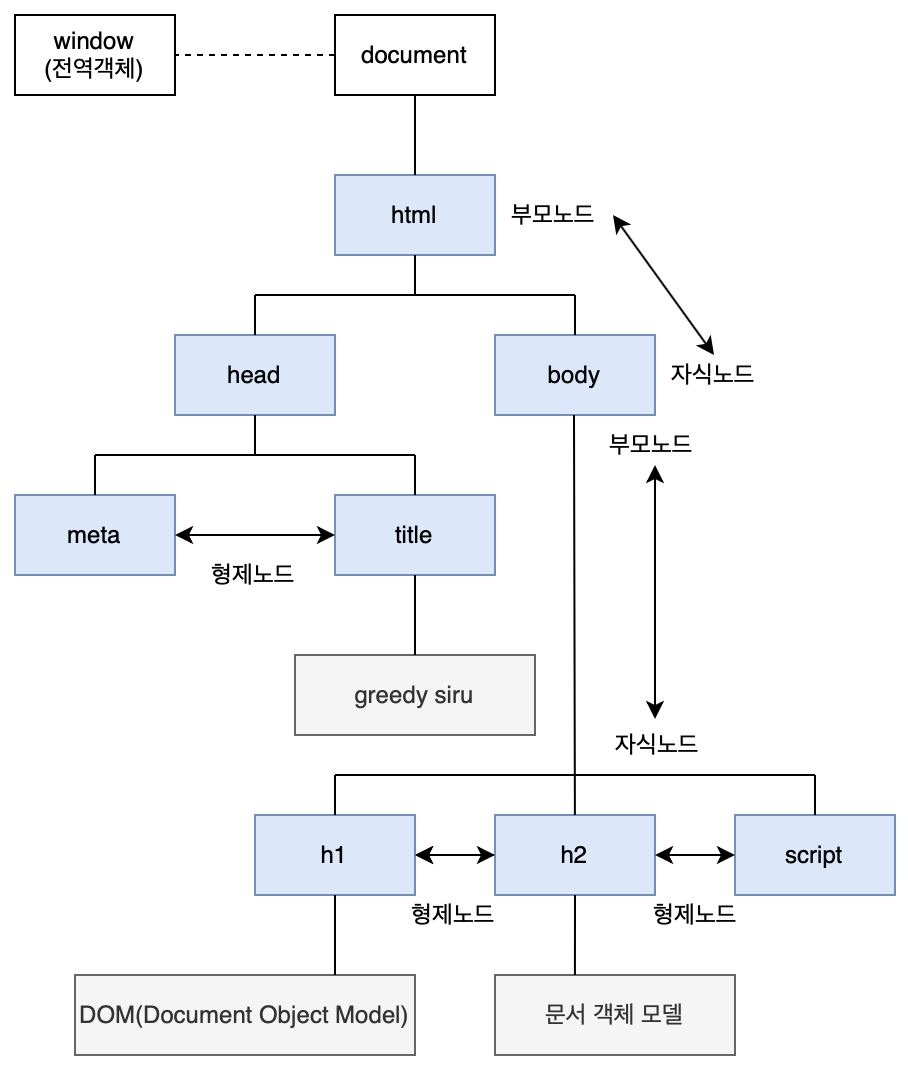 window
(전역객체)
document
html
부모노드
head
body
자식노드
부모노드
meta
title
형제노드
greedy siru
자식노드
h1
h2
script
형제노드
형제노드
DOM(Document Object Model)
문서 객체 모델